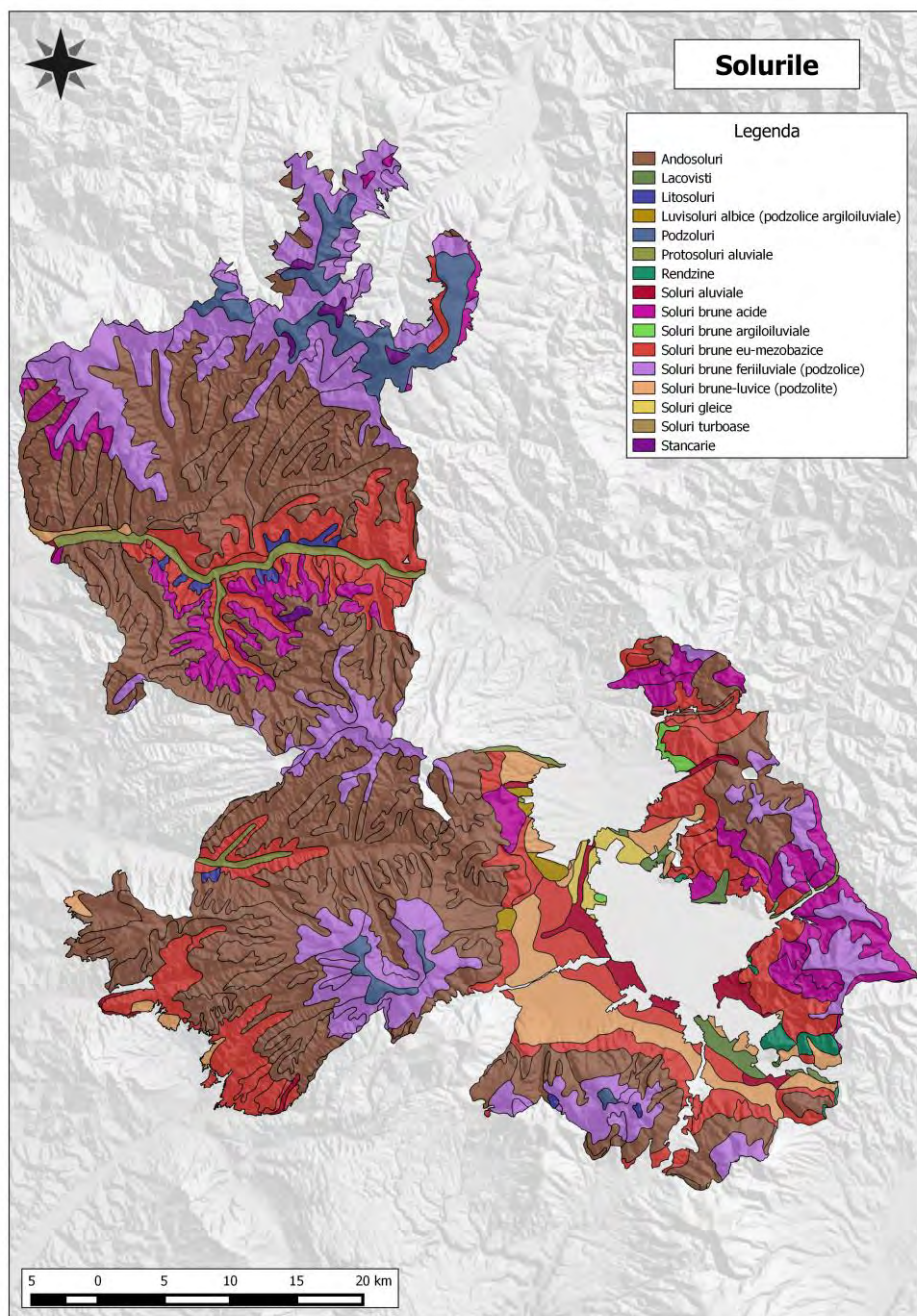 Solurile
Legenda
Andosoluri
Lacovisti
Litosoluri
Luvisoluri albice (podzolice argiloiluviale)
Podzoluri
Protosoluri aluviale
Rendzine
Soluri aluviale
Soluri brune acide
Soluri brune argiloiluviale
Soluri brune eu-mezobazice
Soluri brune feriiluviale (podzolice)
Soluri brune-luvice (podzolite)
Soluri gleice
Soluri turboase
Stancarie
5 0 5 10 15 20 km